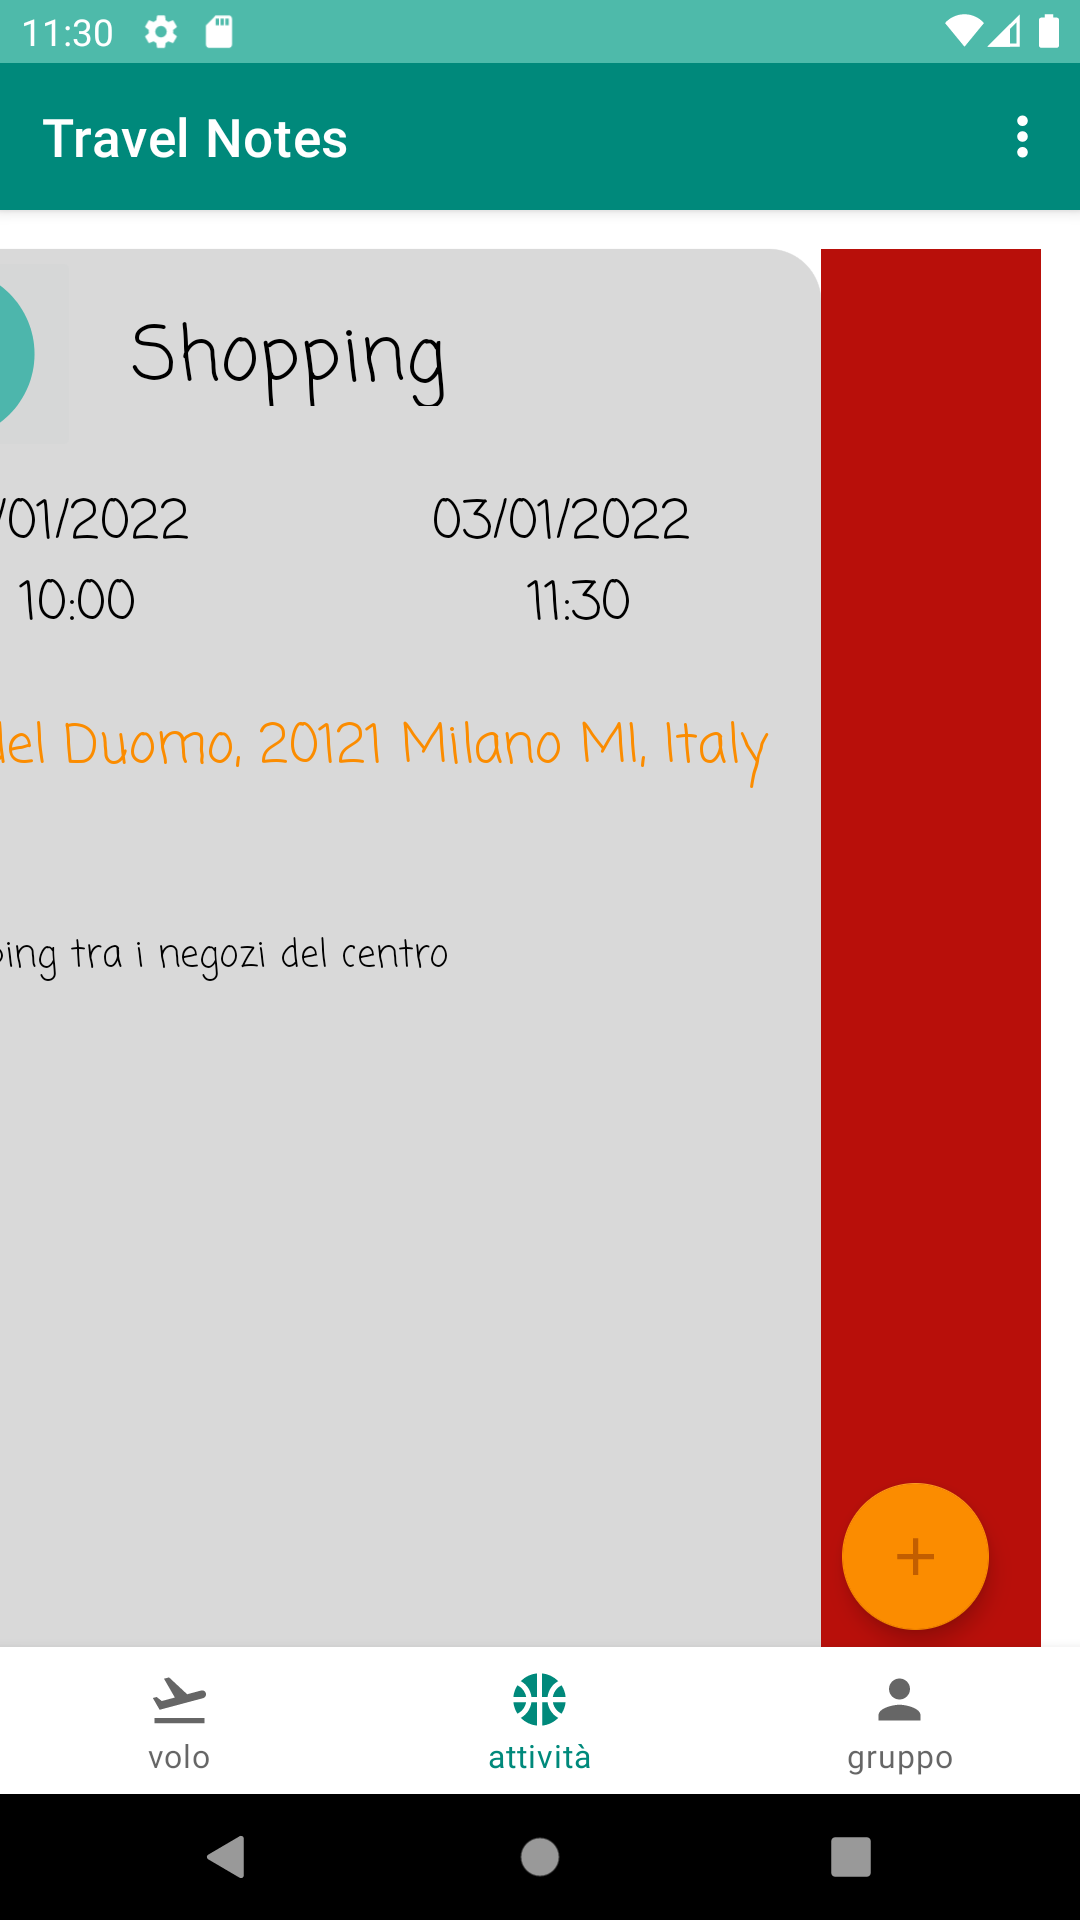 11:30
Travel Notes
Shopping
/01/2022 03/01/2022
10:00 11:30
del Duomo, 20121 Milano MI, Italy
ing tra i negozi del centro
volo attività gruppo